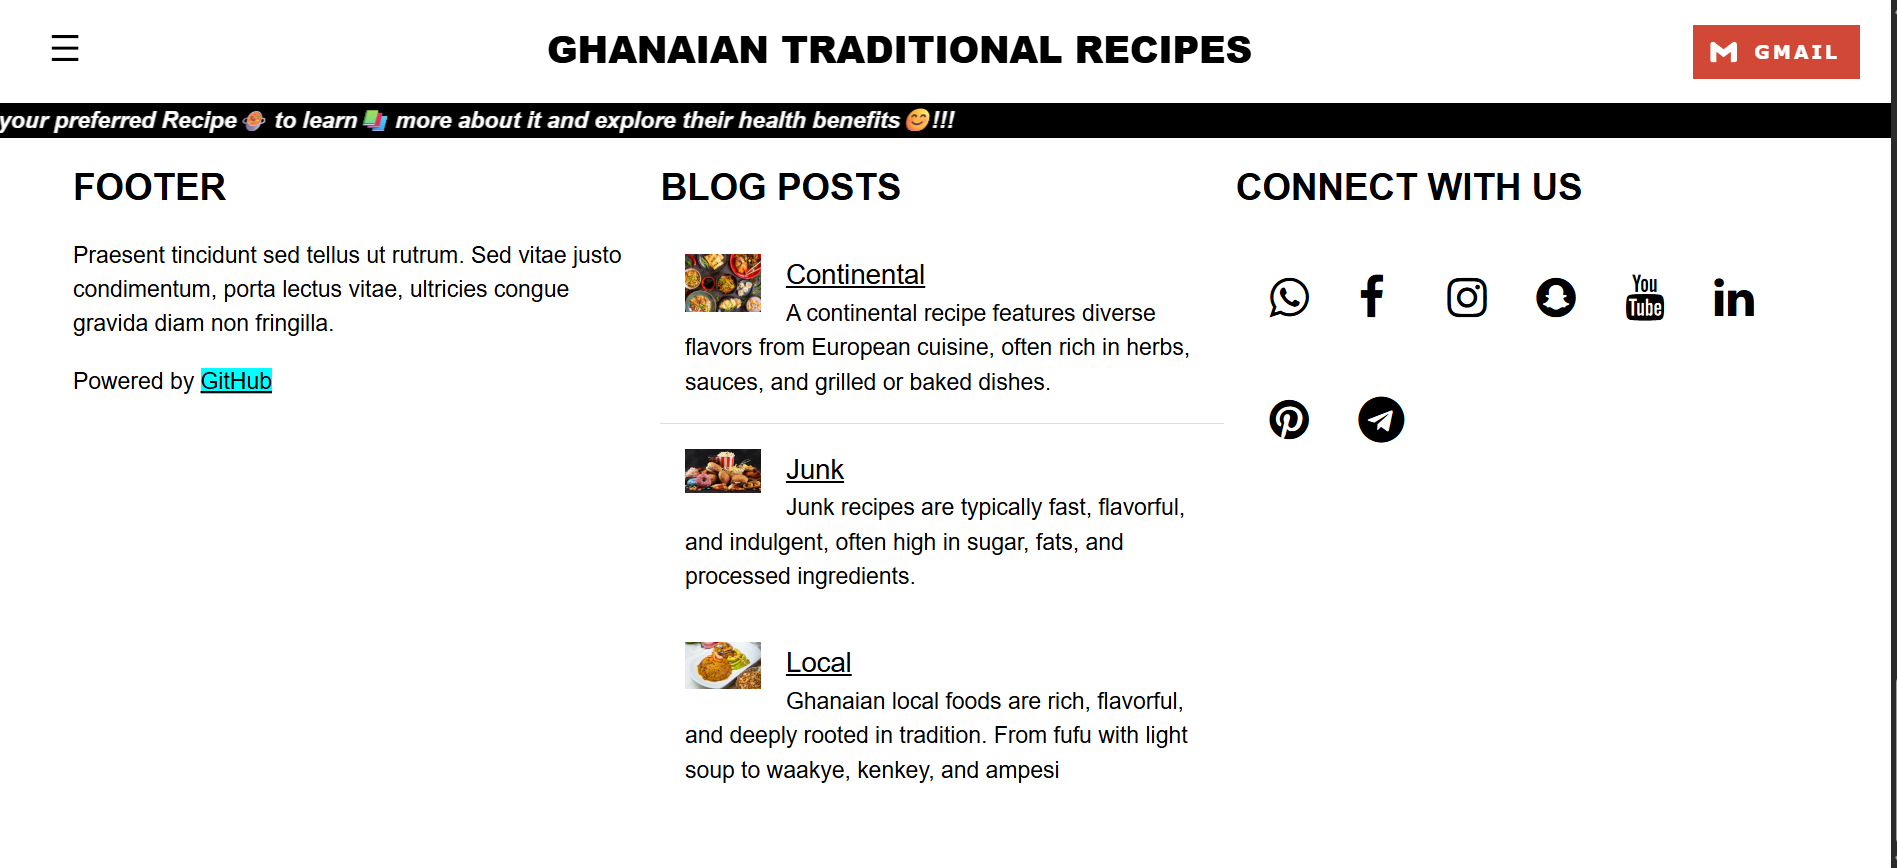 GHANAIAN TRADITIONAL RECIPES
GMAIL
your preferred Recipe🪐 to learn📚 more about it and explore their health benefits😊!!!
FOOTER
Praesent tincidunt sed tellus ut rutrum. Sed vitae justo
condimentum, porta lectus vitae, ultricies congue
gravida diam non fringilla.
Powered by GitHub
BLOG POSTS
Continental
A continental recipe features diverse
flavors from European cuisine, often rich in herbs,
sauces, and grilled or baked dishes.
Junk
Junk recipes are typically fast, flavorful,
and indulgent, often high in sugar, fats, and
processed ingredients.
Local
Ghanaian local foods are rich, flavorful,
and deeply rooted in tradition. From fufu with light
soup to waakye, kenkey, and ampesi
CONNECT WITH US
You
Tube
in